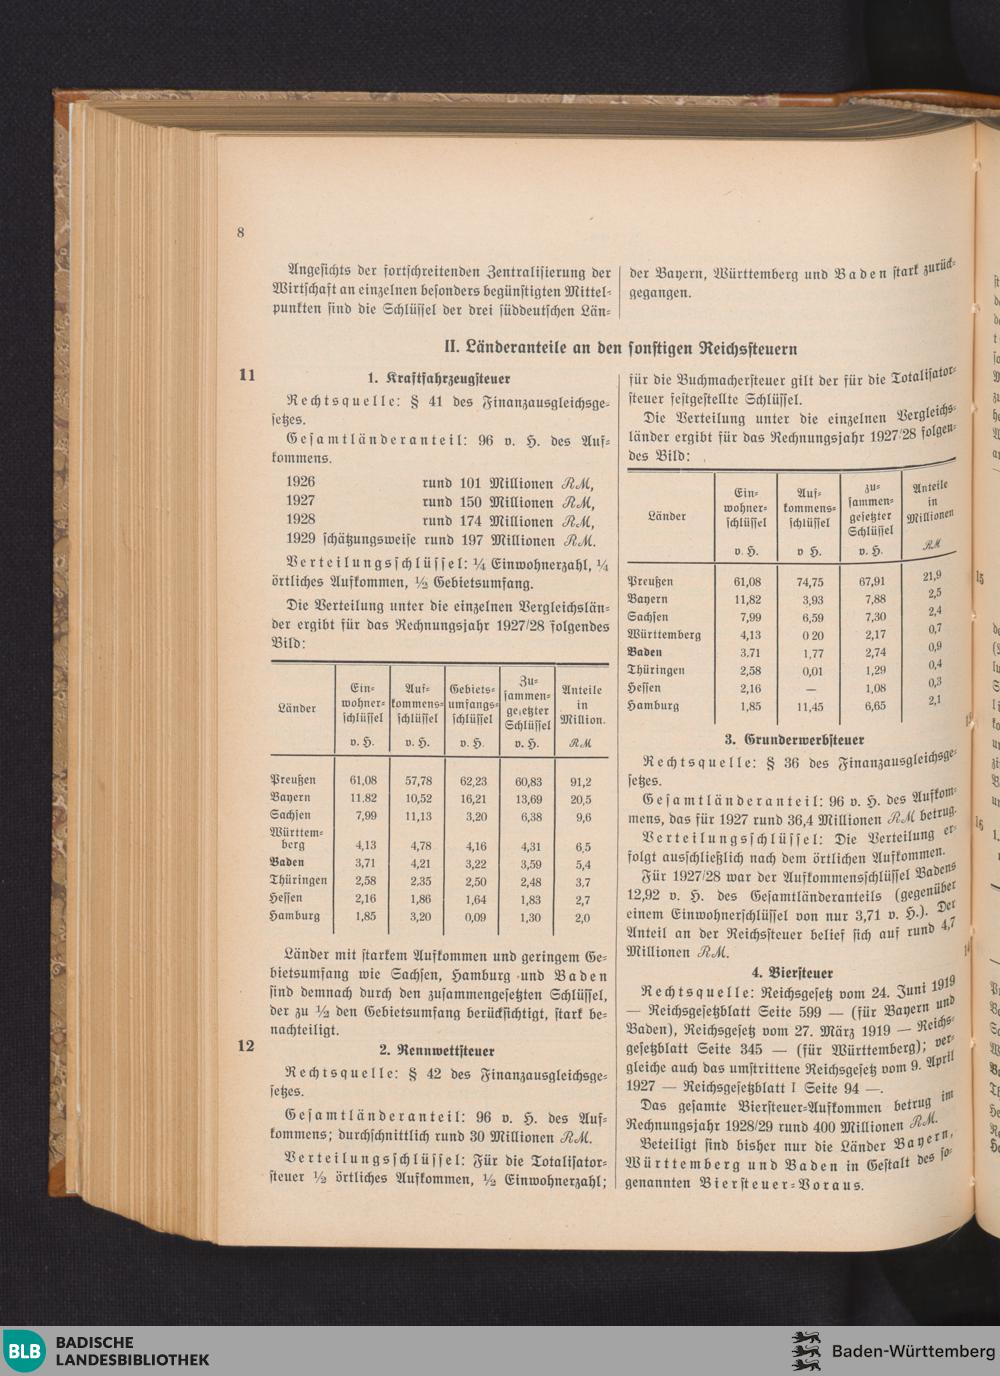 8
Angesichts der fortschreitenden Zentralisierung der
Wirtschaft an einzelnen besonders begünstigten Mittel-
punkten sind die Schlüssel der drei süddeutschen Län-
der Bayern, Württemberg und Baden stark zurück-
gegangen.
II. Länderanteile an den sonstigen Reichssteuern
11
1. Kraftfahrzeugsteuer
Rechtsquelle: § 41 des Finanzausgleichsge-
setzes.
Gesamtländeranteil: 96 v. H. des Auf-
kommens.
1926 rund 101 Millionen RM,
1927 rund 150 Millionen RM,
1928 rund 174 Millionen RM,
1929 schätzungsweise rund 197 Millionen RM.
Verteilungsschlüssel: ¼ Einwohnerzahl, ¼
örtliches Aufkommen, ½ Gebietsumfang.
Die Verteilung unter die einzelnen Vergleichslän-
der ergibt für das Rechnungsjahr 1927/28 folgendes
Bild:
Länder | Ein-wohner-schlüssel | Auf-kommens-schlüssel | Gebiets-umfangs-schlüssel | Zu-sammen-gesetzter Schlüssel | Anteile in Million.
v. H. | v. H. | v. H. | v. H. | RM
Preußen 61,08 57,78 62,23 60,83 91,2
Bayern 11.82 10,52 16,21 13,69 20,5
Sachsen 7,99 11,13 3,20 6,38 9,6
Württem-
berg 4,13 4,78 4,16 4,31 6,5
Baden 3,71 4,21 3,22 3,59 5,4
Thüringen 2,58 2.35 2,50 2,48 3,7
Hessen 2,16 1,86 1,64 1,83 2,7
Hamburg 1,85 3,20 0,09 1,30 2,0
Länder mit starkem Aufkommen und geringem Ge-
bietsumfang wie Sachsen, Hamburg und Baden
sind demnach durch den zusammengesetzten Schlüssel,
der zu ½ den Gebietsumfang berücksichtigt, stark be-
nachteiligt.
12
2. Rennwettsteuer
Rechtsquelle: § 42 des Finanzausgleichsge-
setzes.
Gesamtländeranteil: 96 v. H. des Auf-
kommens; durchschnittlich rund 30 Millionen RM.
Verteilungsschlüssel: Für die Totalisator-
steuer ½ örtliches Aufkommen, ½ Einwohnerzahl;
für die Buchmachersteuer gilt der für die Totalisator-
steuer festgestellte Schlüssel.
Die Verteilung unter die einzelnen Vergleichs-
länder ergibt für das Rechnungsjahr 1927/28 folgen-
des Bild:
Länder | Ein-wohner-schlüssel | Auf-kommens-schlüssel | zu-sammen-gesetzter Schlüssel | Anteile in Millionen
v. H. | v H. | v. H. | RM
Preußen 61,08 74,75 67,91 21,9
Bayern 11,82 3,93 7,88 2,5
Sachsen 7,99 6,59 7,30 2,4
Württemberg 4,13 0 20 2,17 0,7
Baden 3.71 1,77 2,74 0,9
Thüringen 2,58 0,01 1,29 0,4
Hessen 2,16 — 1,08 0,3
Hamburg 1,85 11,45 6,65 2,1
3. Grunderwerbsteuer
Rechtsquelle: § 36 des Finanzausgleichsge-
setzes.
Gesamtländeranteil: 96 v. H. des Aufkom-
mens, das für 1927 rund 36,4 Millionen RM betrug.
Verteilungsschlüssel: Die Verteilung er-
folgt ausschließlich nach dem örtlichen Aufkommen.
Für 1927/28 war der Aufkommensschlüssel Badens
12,92 v. H. des Gesamtländeranteils (gegenüber
einem Einwohnerschlüssel von nur 3,71 v. H.). Der
Anteil an der Reichssteuer belief sich auf rund 4,7
Millionen RM.
4. Biersteuer
Rechtsquelle: Reichsgesetz vom 24. Juni 1919
— Reichsgesetzblatt Seite 599 — (für Bayern und
Baden), Reichsgesetz vom 27. März 1919 — Reichs-
gesetzblatt Seite 345 — (für Württemberg); ver-
gleiche auch das umstrittene Reichsgesetz vom 9. April
1927 — Reichsgesetzblatt I Seite 94 —.
Das gesamte Biersteuer-Aufkommen betrug im
Rechnungsjahr 1928/29 rund 400 Millionen RM.
Beteiligt sind bisher nur die Länder Bayern,
Württemberg und Baden in Gestalt des so-
genannten Biersteuer-Voraus.
BLB BADISCHE
LANDESBIBLIOTHEK
Baden-Württemberg